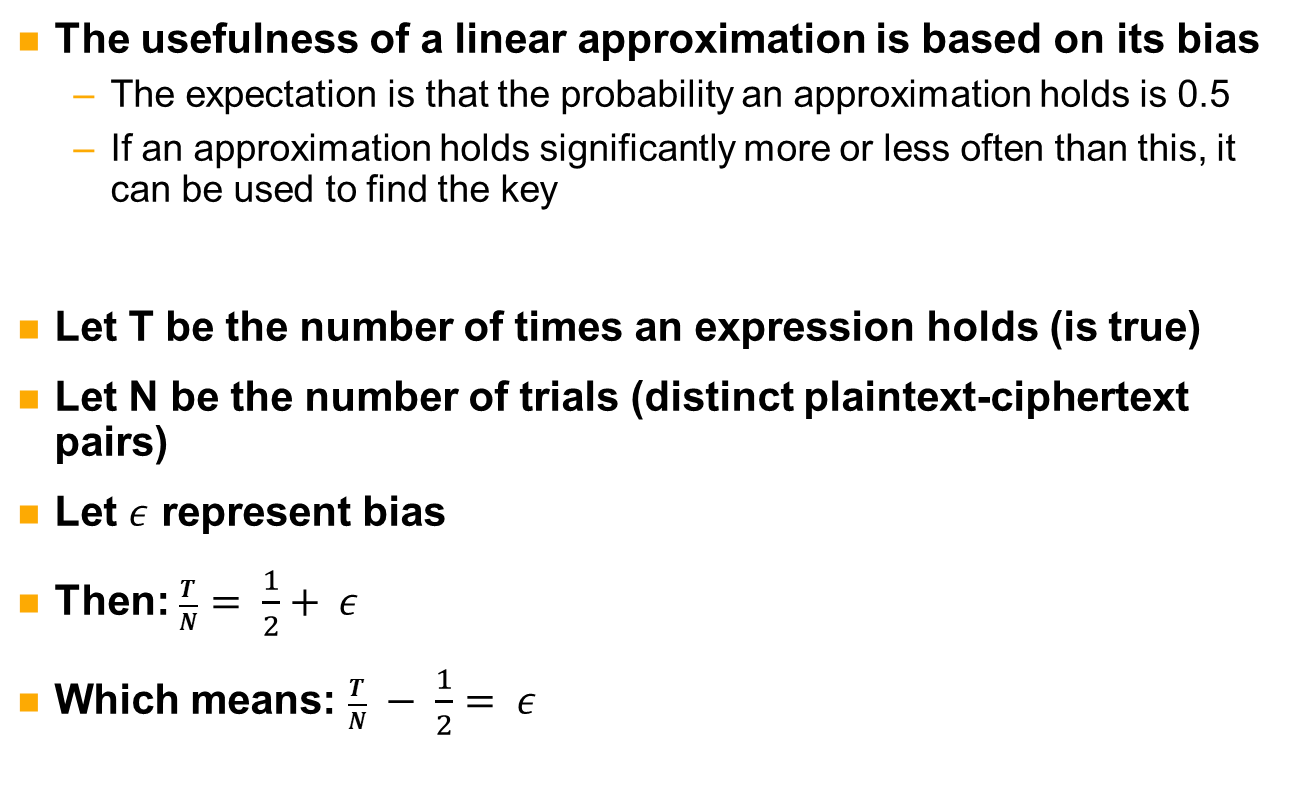 ■ The usefulness of a linear approximation is based on its bias
– The expectation is that the probability an approximation holds is 0.5
– If an approximation holds significantly more or less often than this, it
can be used to find the key
■ Let T be the number of times an expression holds (is true)
■ Let N be the number of trials (distinct plaintext-ciphertext
pairs)
■ Let ϵ represent bias
■ Then: T/N = 1/2 + ϵ
■ Which means: T/N − 1/2 = ϵ